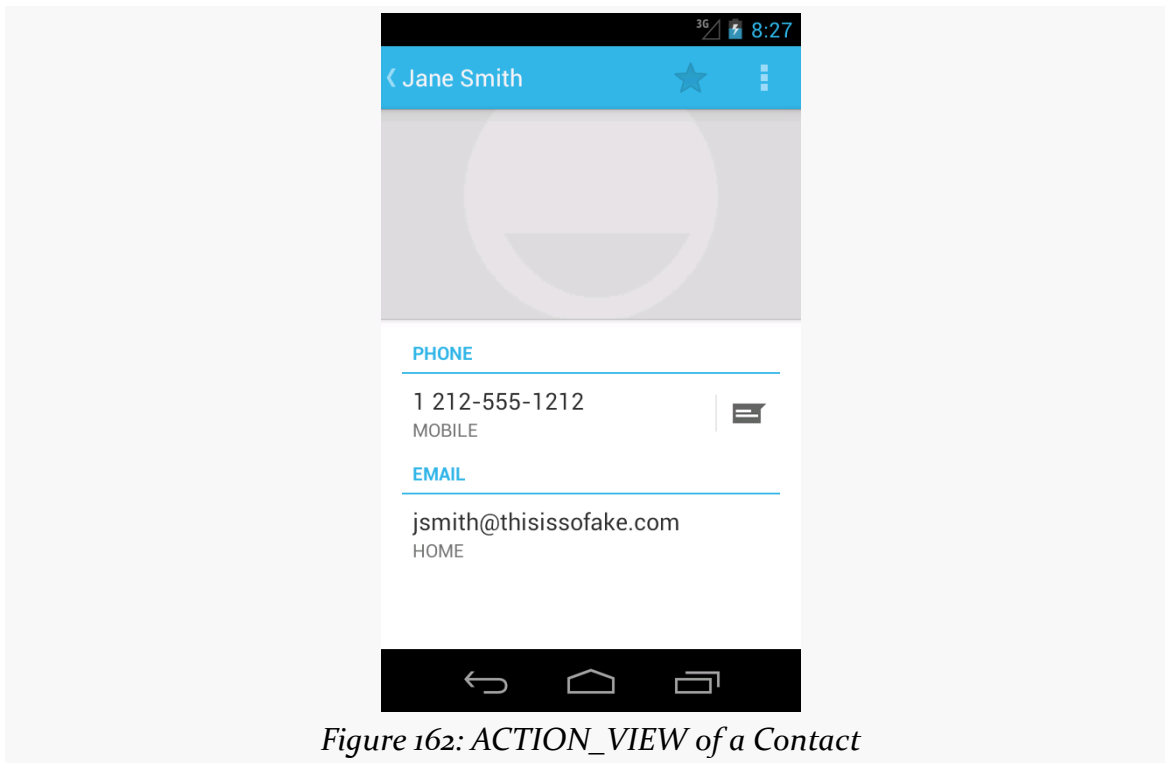 3G 8:27
Jane Smith
PHONE
1 212-555-1212
MOBILE
EMAIL
jsmith@thisissofake.com
HOME
Figure 162: ACTION_VIEW of a Contact